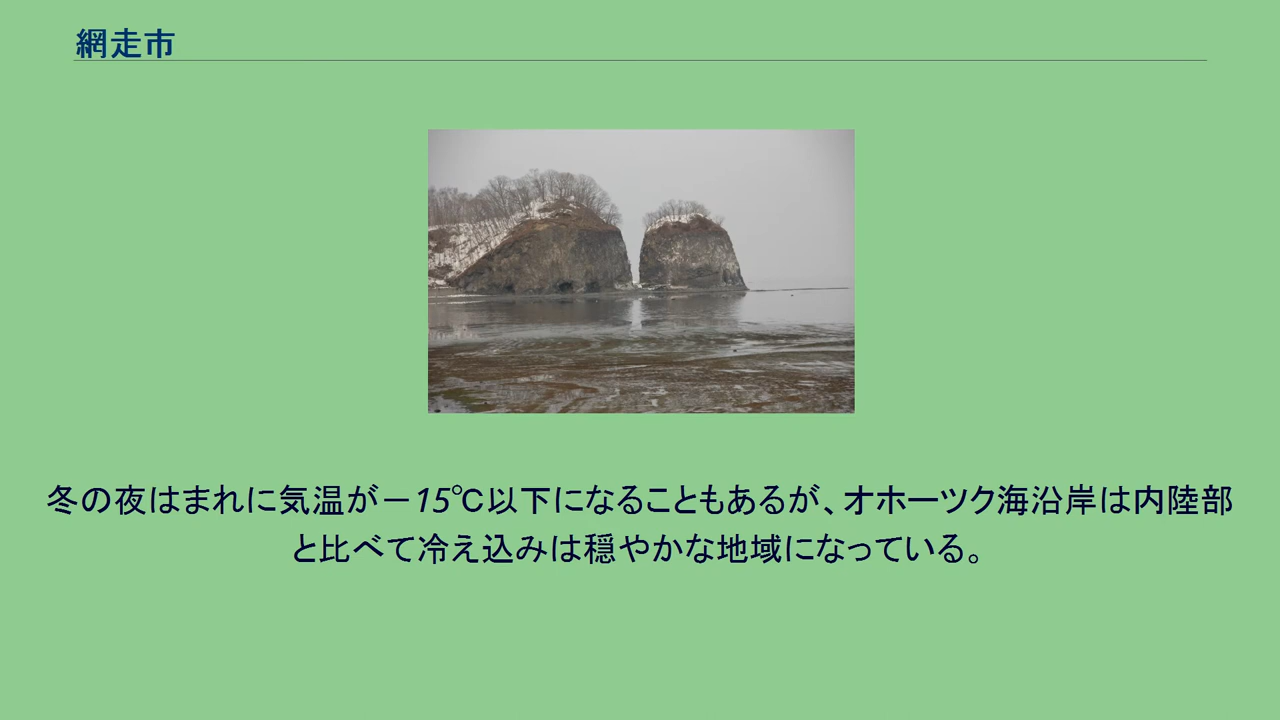 網走市
冬の夜はまれに気温が－15℃以下になることもあるが、オホーツク海沿岸は内陸部
と比べて冷え込みは穏やかな地域になっている。